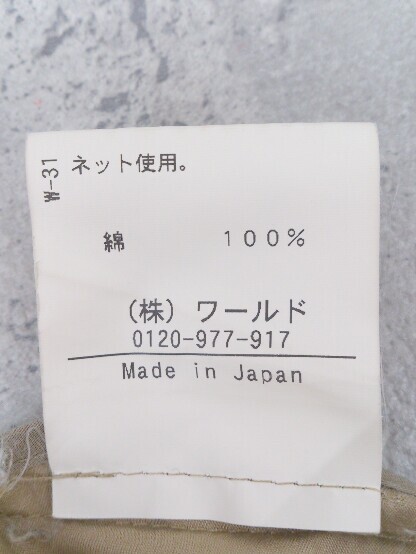 W-31
ネット使用。
綿 100%
(株) ワールド
0120-977-917
Made in Japan